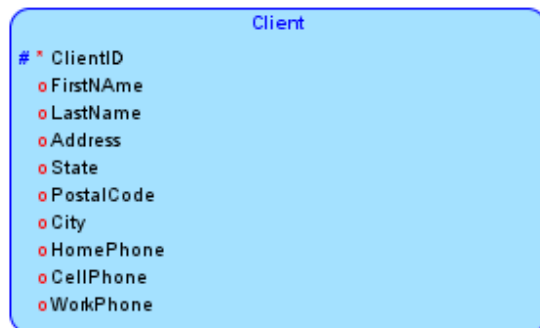 Client
# * ClientID
o FirstNAme
o LastName
o Address
o State
o PostalCode
o City
o HomePhone
o CellPhone
o WorkPhone